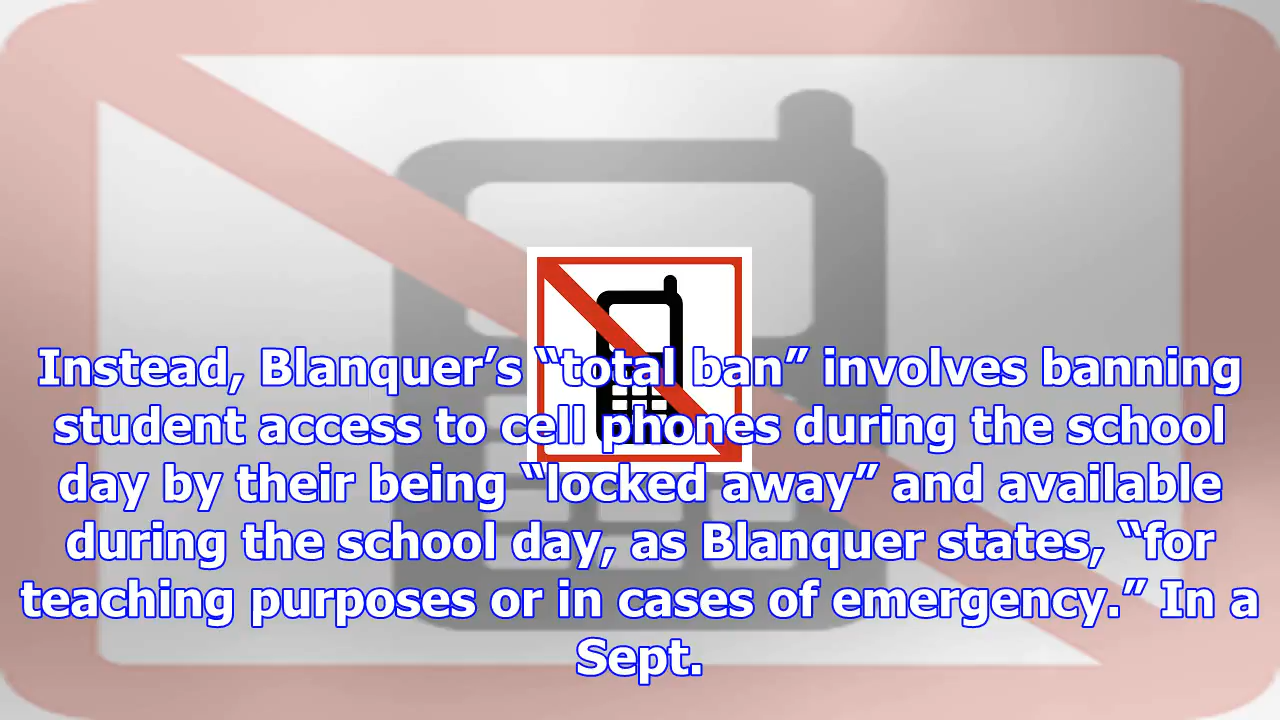 Instead, Blanquer’s “total ban” involves banning
student access to cell phones during the school
day by their being “locked away” and available
during the school day, as Blanquer states, “for
teaching purposes or in cases of emergency.” In a
Sept.